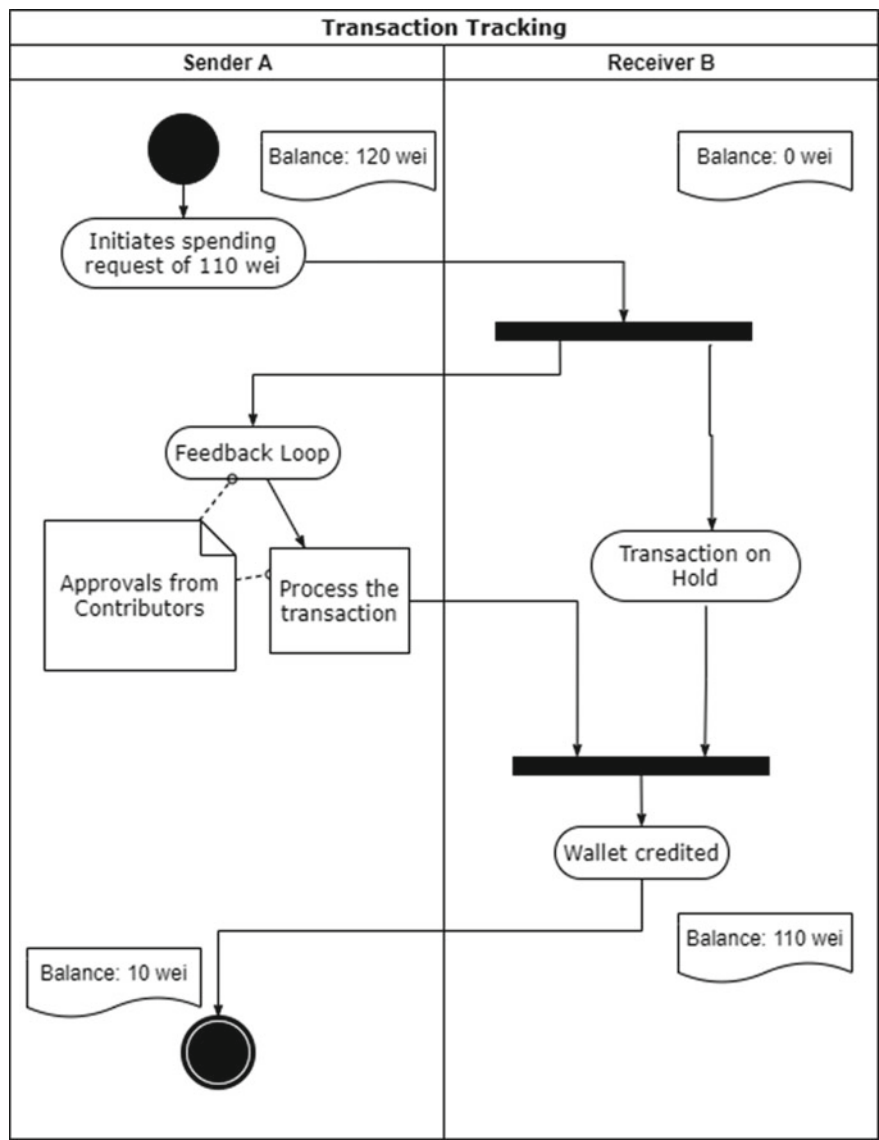 Transaction Tracking
Sender A
Receiver B
Balance: 120 wei
Balance: 0 wei
Initiates spending
request of 110 wei
Feedback Loop
Approvals from
Contributors
Process the
transaction
Transaction on
Hold
Wallet credited
Balance: 110 wei
Balance: 10 wei